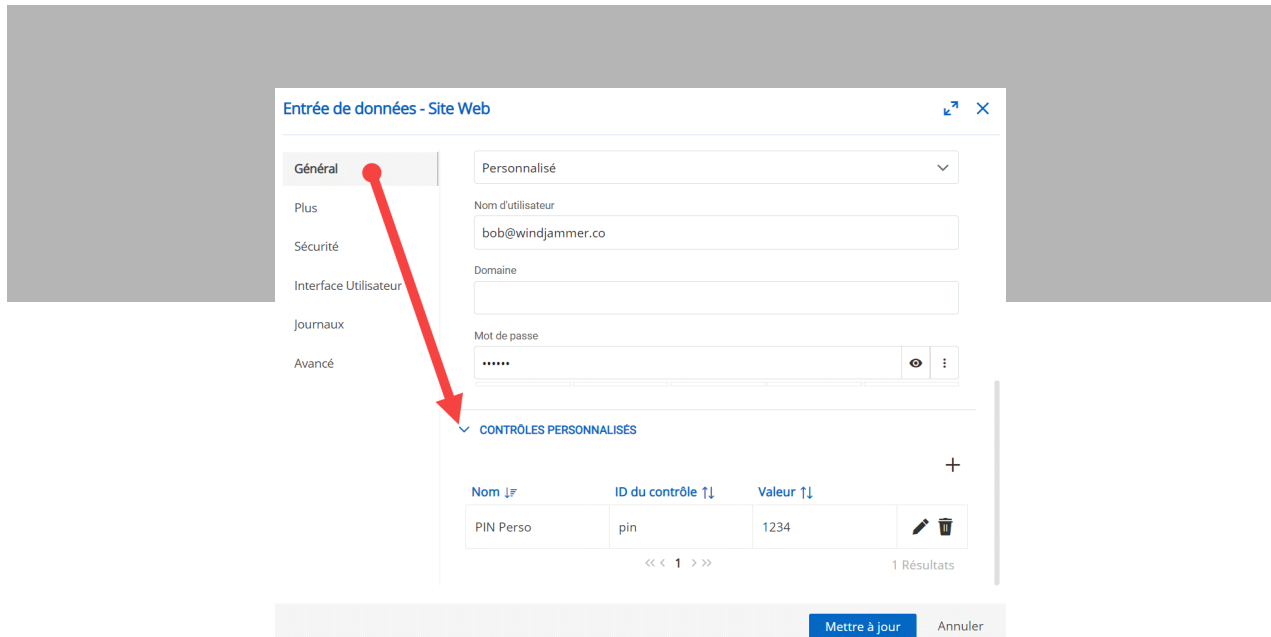 Entrée de données - Site Web
Général
Plus
Sécurité
Interface Utilisateur
Journaux
Avancé
Personnalisé
Nom d'utilisateur
bob@windjammer.co
Domaine
Mot de passe
••••••
CONTRÔLES PERSONNALISÉS
+
Nom ID du contrôle Valeur
PIN Perso pin 1234
<< < 1 > >>
1 Résultats
Mettre à jour Annuler